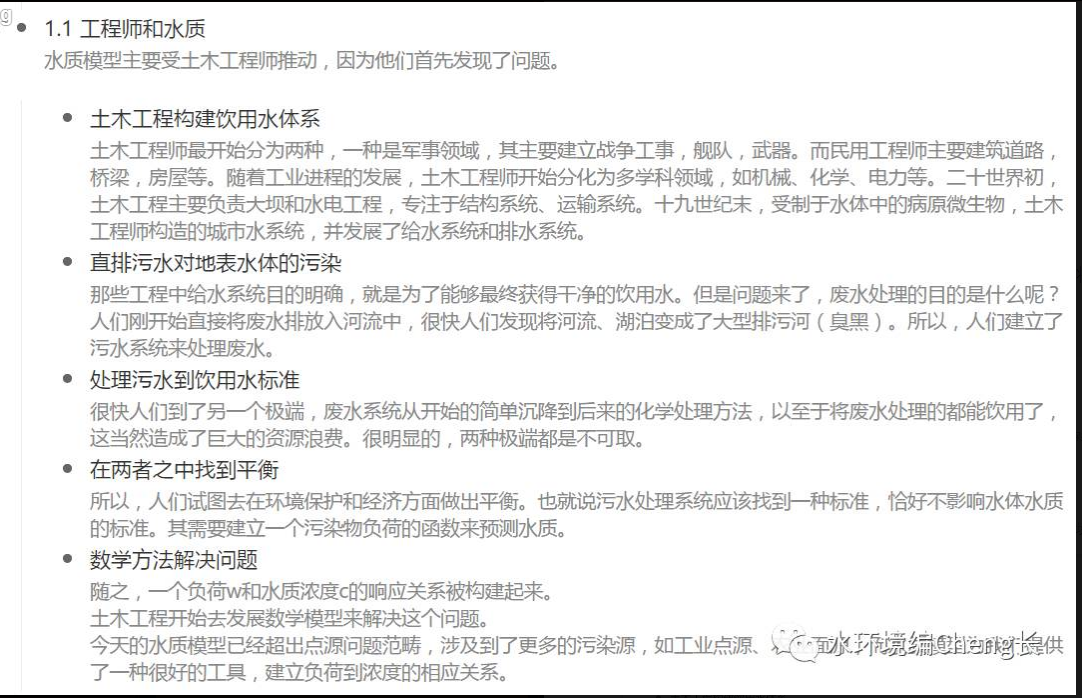 g
1.1 工程师和水质
水质模型主要受土木工程师推动，因为他们首先发现了问题。
土木工程构建饮用水体系
土木工程师最开始分为两种，一种是军事领域，其主要建立战争工事，舰队，武器。而民用工程师主要建筑道路，
桥梁，房屋等。随着工业进程的发展，土木工程师开始分化为多学科领域，如机械、化学、电力等。二十世界初，
土木工程主要负责大坝和水电工程，专注于结构系统、运输系统。十九世纪末，受制于水体中的病原微生物，土木
工程师构造的城市水系统，并发展了给水系统和排水系统。
直排污水对地表水体的污染
那些工程中给水系统目的明确，就是为了能够最终获得干净的饮用水。但是问题来了，废水处理的目的是什么呢？
人们刚开始直接将废水排放入河流中，很快人们发现将河流、湖泊变成了大型排污河（臭黑）。所以，人们建立了
污水系统来处理废水。
处理污水到饮用水标准
很快人们到了另一个极端，废水系统从开始的简单沉降到后来的化学处理方法，以至于将废水处理的都能饮用了，
这当然造成了巨大的资源浪费。很明显的，两种极端都是不可取。
在两者之中找到平衡
所以，人们试图去在环境保护和经济方面做出平衡。也就说污水处理系统应该找到一种标准，恰好不影响水体水质
的标准。其需要建立一个污染物负荷的函数来预测水质。
数学方法解决问题
随之，一个负荷w和水质浓度c的响应关系被构建起来。
土木工程开始去发展数学模型来解决这个问题。
今天的水质模型已经超出点源问题范畴，涉及到了更多的污染源，如工业点源、 提供
水环境编Cheng长
了一种很好的工具，建立负荷到浓度的相应关系。